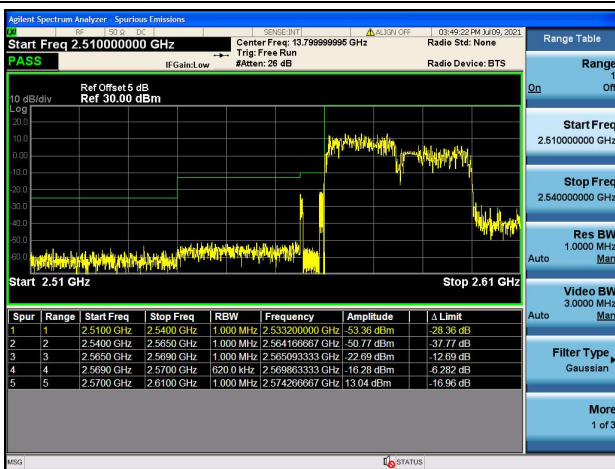 Agilent Spectrum Analyzer - Spurious Emissions
RF 50 Ω DC SENSE:INT ALIGN OFF 03:49:22 PM Jul 09, 2021
Start Freq 2.510000000 GHz
Center Freq: 13.799999995 GHz
Radio Std: None
Trig: Free Run
PASS
IFGain:Low
#Atten: 26 dB
Radio Device: BTS
Ref Offset 5 dB
10 dB/div Ref 30.00 dBm
Log
20.0
10.0
0.00
-10.0
-20.0
-30.0
-40.0
-50.0
-60.0
Start 2.51 GHz Stop 2.61 GHz
Spur Range Start Freq Stop Freq RBW Frequency Amplitude Δ Limit
1 1 2.5100 GHz 2.5400 GHz 1.000 MHz 2.533200000 GHz -53.36 dBm -28.36 dB
2 2 2.5400 GHz 2.5650 GHz 1.000 MHz 2.564166667 GHz -50.77 dBm -37.77 dB
3 3 2.5650 GHz 2.5690 GHz 1.000 MHz 2.565093333 GHz -22.69 dBm -12.69 dB
4 4 2.5690 GHz 2.5700 GHz 620.0 kHz 2.569863333 GHz -16.28 dBm -6.282 dB
5 5 2.5700 GHz 2.6100 GHz 1.000 MHz 2.574266667 GHz 13.04 dBm -16.96 dB
MSG STATUS
Range Table
Range
1
On Off
Start Freq
2.510000000 GHz
Stop Freq
2.540000000 GHz
Res BW
1.0000 MHz
Auto Man
Video BW
3.0000 MHz
Auto Man
Filter Type
Gaussian
More
1 of 3